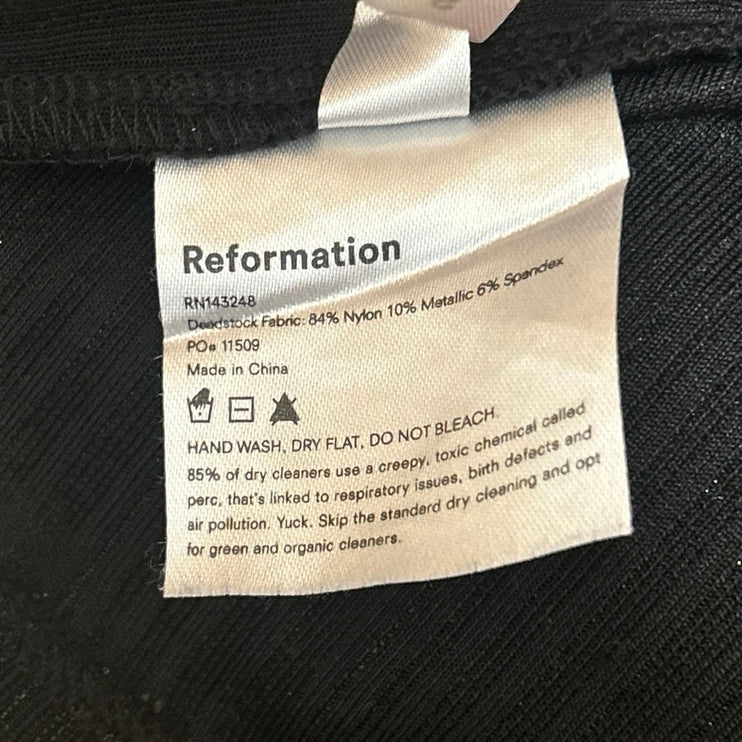 Reformation
RN143248
Deadstock Fabric: 84% Nylon 10% Metallic 6% Spandex
PO# 11509
Made in China
HAND WASH, DRY FLAT, DO NOT BLEACH.
85% of dry cleaners use a creepy, toxic chemical called
perc, that's linked to respiratory issues, birth defects and
air pollution. Yuck. Skip the standard dry cleaning and opt
for green and organic cleaners.